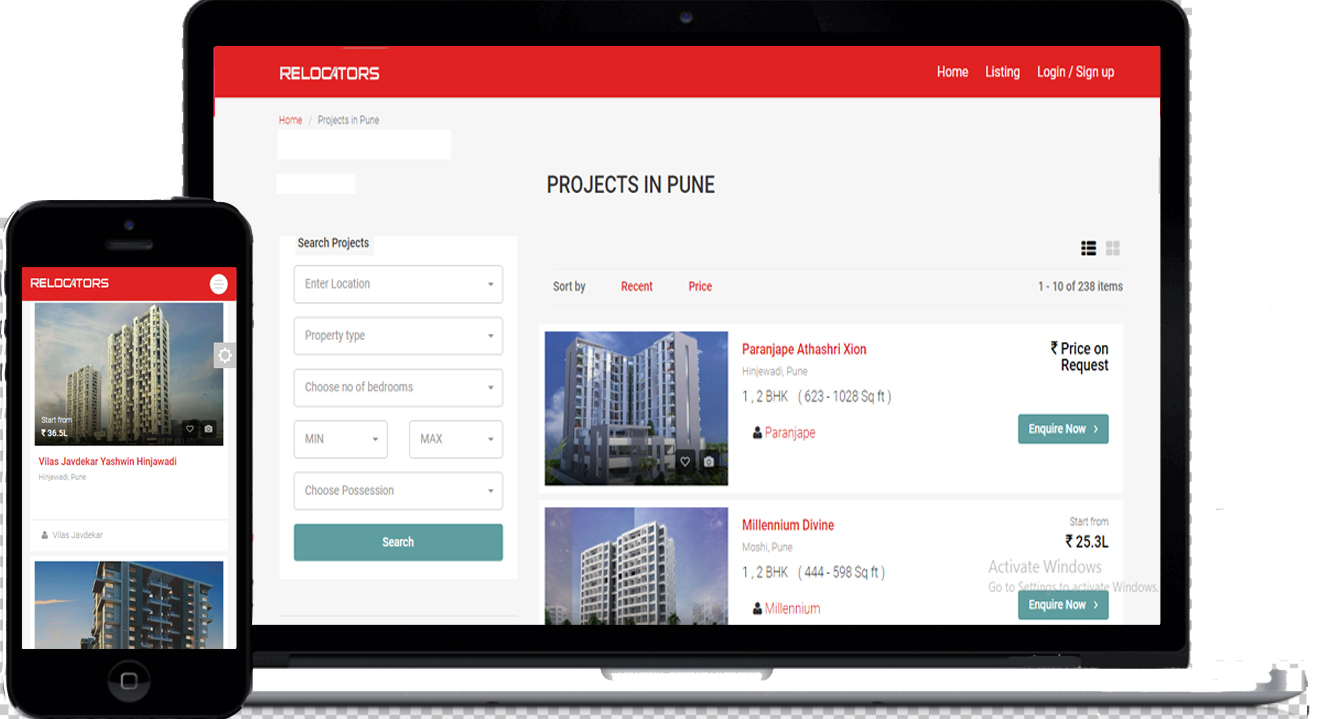 RELOCATORS
Home Listing Login / Sign up
Home / Projects in Pune
PROJECTS IN PUNE
Search Projects
Enter Location
Property type
Choose no of bedrooms
MIN MAX
Choose Possession
Search
Sort by Recent Price 1 - 10 of 238 items
Paranjape Athashri Xion
Hinjewadi, Pune
1 , 2 BHK ( 623 - 1028 Sq ft )
Paranjape
₹ Price on
Request
Enquire Now
Millennium Divine
Moshi, Pune
1 , 2 BHK ( 444 - 598 Sq ft )
Millennium
Start from
₹ 25.3L
Activate Windows
Go to Settings to activate Windows.
Enquire Now
RELOCATORS
Start from
₹ 36.5L
Vilas Javdekar Yashwin Hinjawadi
Hinjewadi, Pune
Vilas Javdekar